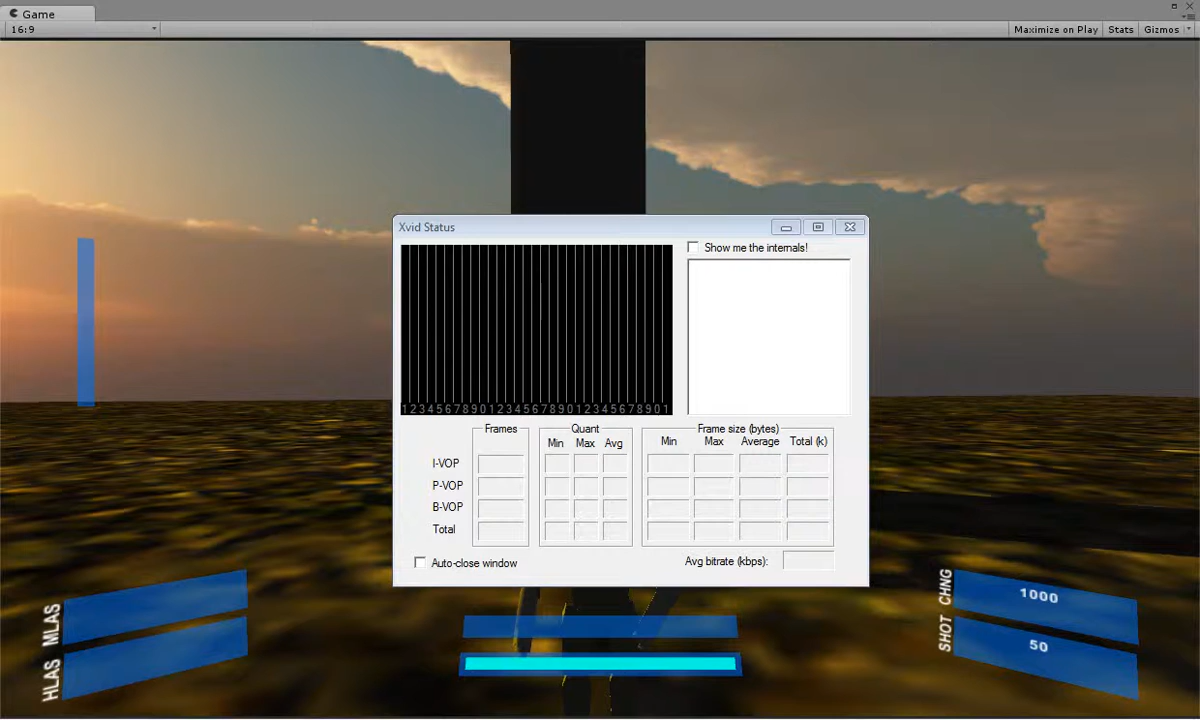 Game
16:9
Maximize on Play
Stats
Gizmos
Xvid Status
Show me the internals!
1234567890123456789012345678901
Frames
Quant
Frame size (bytes)
Min Max Avg
Min Max Average Total (k)
I-VOP
P-VOP
B-VOP
Total
Auto-close window
Avg bitrate (kbps):
MLAS
HLAS
CHNG 1000
SHOT 50